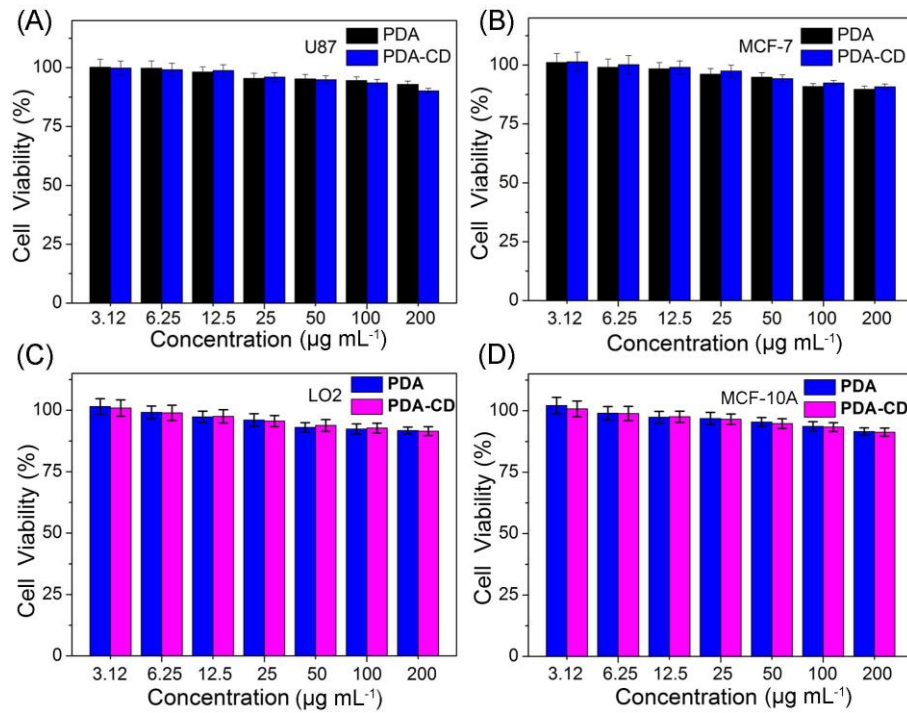 (A)
U87
PDA
PDA-CD
Cell Viability (%)
100
75
50
25
0
3.12 6.25 12.5 25 50 100 200
Concentration (µg mL⁻¹)
(B)
MCF-7
PDA
PDA-CD
Cell Viability (%)
100
75
50
25
0
3.12 6.25 12.5 25 50 100 200
Concentration (µg mL⁻¹)
(C)
LO2
PDA
PDA-CD
Cell Viability (%)
100
75
50
25
0
3.12 6.25 12.5 25 50 100 200
Concentration (µg mL⁻¹)
(D)
MCF-10A
PDA
PDA-CD
Cell Viability (%)
100
75
50
25
0
3.12 6.25 12.5 25 50 100 200
Concentration (µg mL⁻¹)